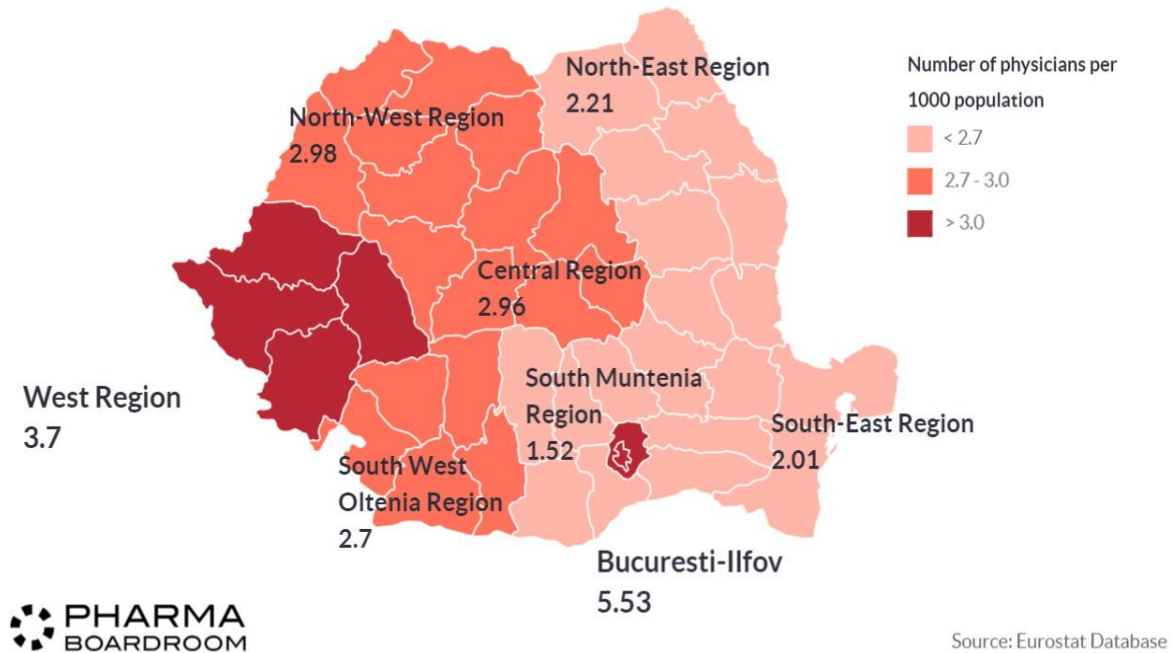 North-East Region
2.21
Number of physicians per
1000 population
< 2.7
2.7 - 3.0
> 3.0
North-West Region
2.98
Central Region
2.96
West Region
3.7
South Muntenia
Region
1.52
South-East Region
2.01
South West
Oltenia Region
2.7
Bucuresti-Ilfov
5.53
PHARMA
BOARDROOM
Source: Eurostat Database